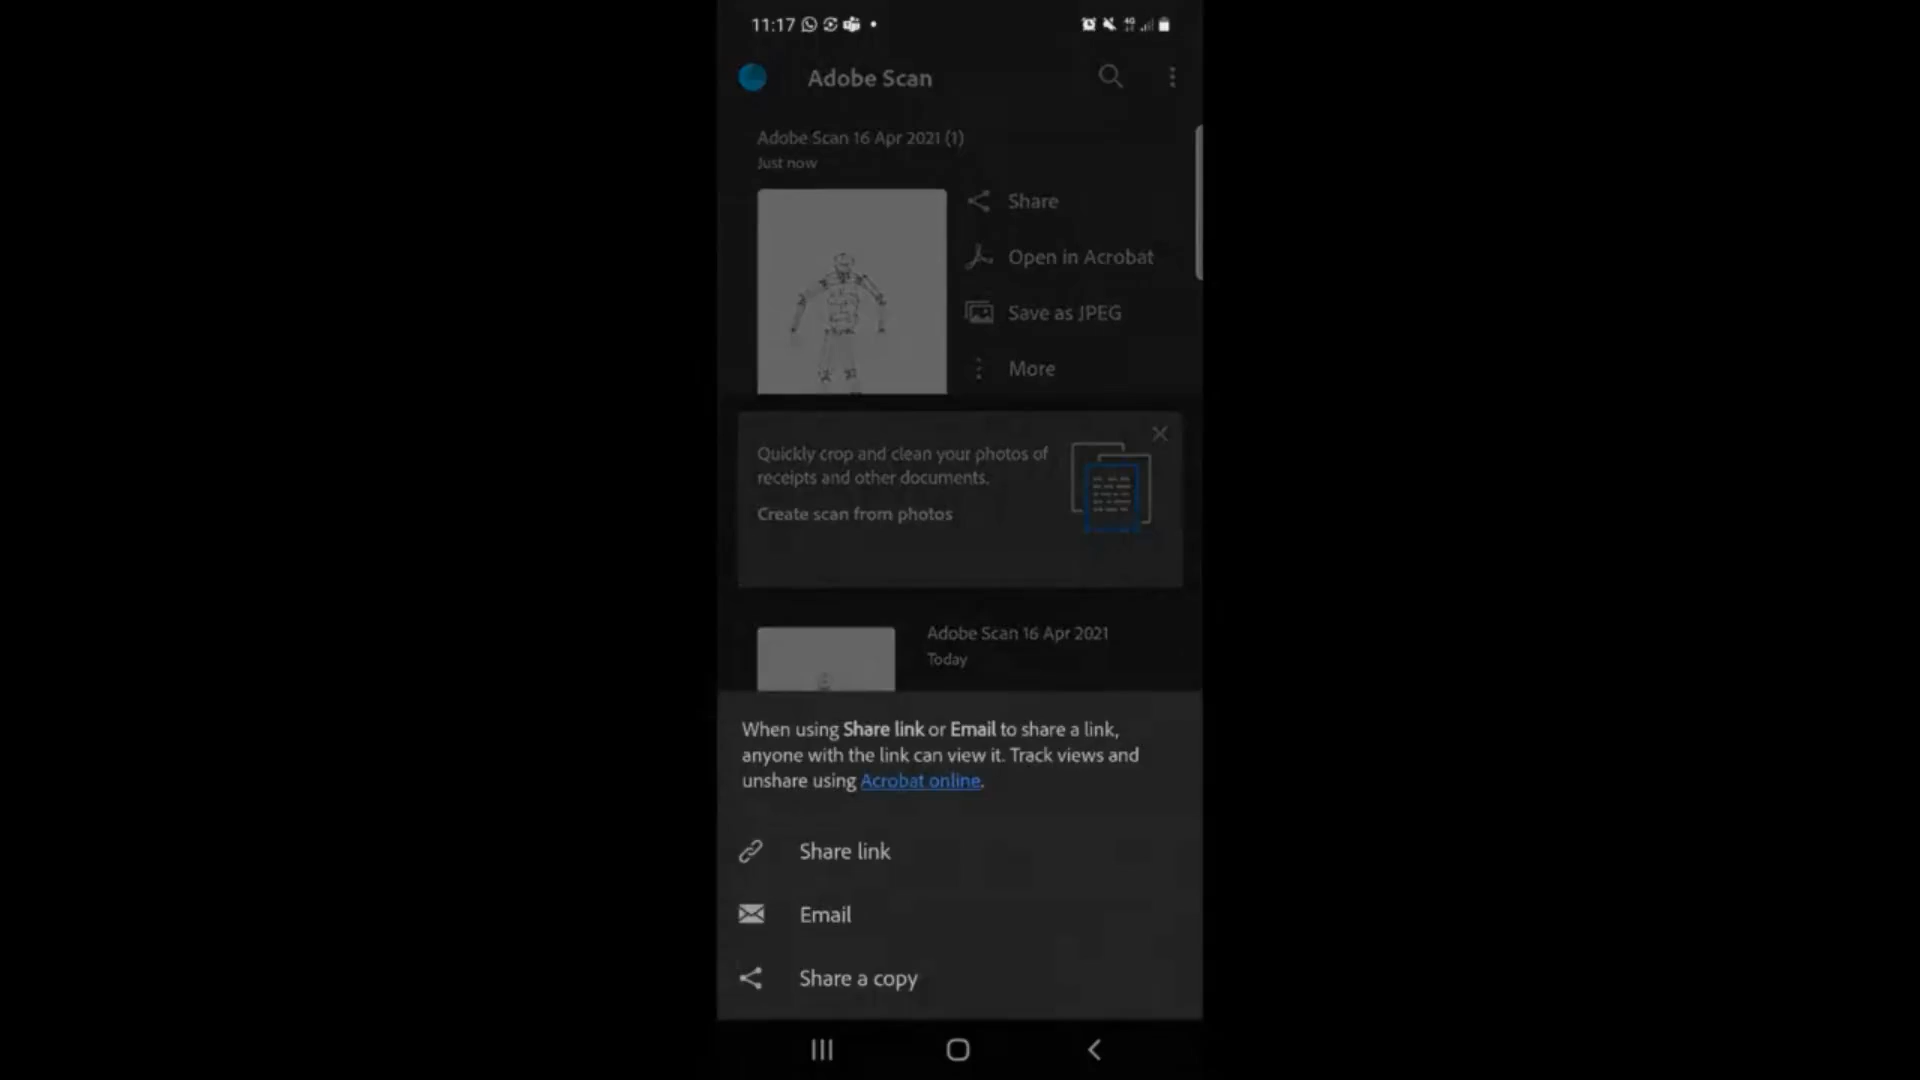 11:17
Adobe Scan
Adobe Scan 16 Apr 2021 (1)
Just now
Share
Open in Acrobat
Save as JPEG
More
Quickly crop and clean your photos of
receipts and other documents.
Create scan from photos
Adobe Scan 16 Apr 2021
Today
When using Share link or Email to share a link,
anyone with the link can view it. Track views and
unshare using Acrobat online.
Share link
Email
Share a copy